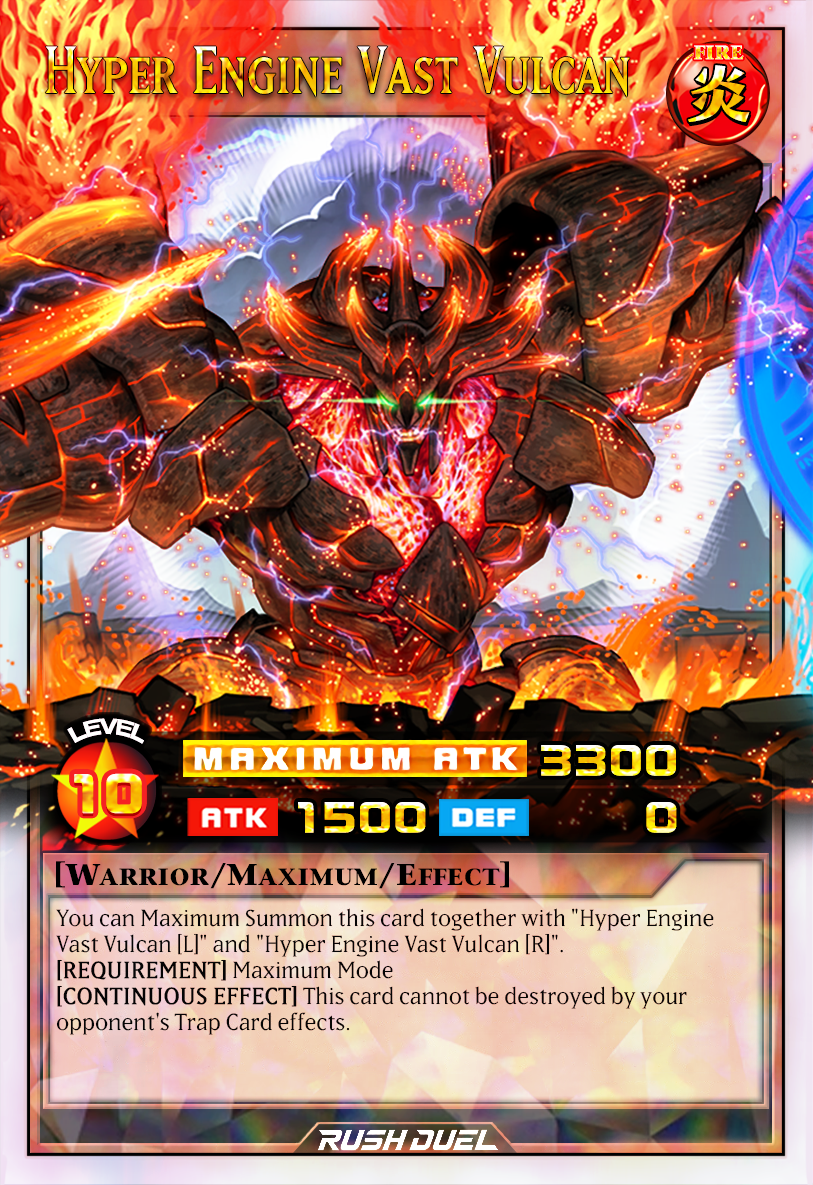 Hyper Engine Vast Vulcan
FIRE
炎
LEVEL
10
MAXIMUM ATK 3300
ATK 1500 DEF 0
[Warrior/Maximum/Effect]
You can Maximum Summon this card together with "Hyper Engine
Vast Vulcan [L]" and "Hyper Engine Vast Vulcan [R]".
[REQUIREMENT] Maximum Mode
[CONTINUOUS EFFECT] This card cannot be destroyed by your
opponent's Trap Card effects.
RUSH DUEL